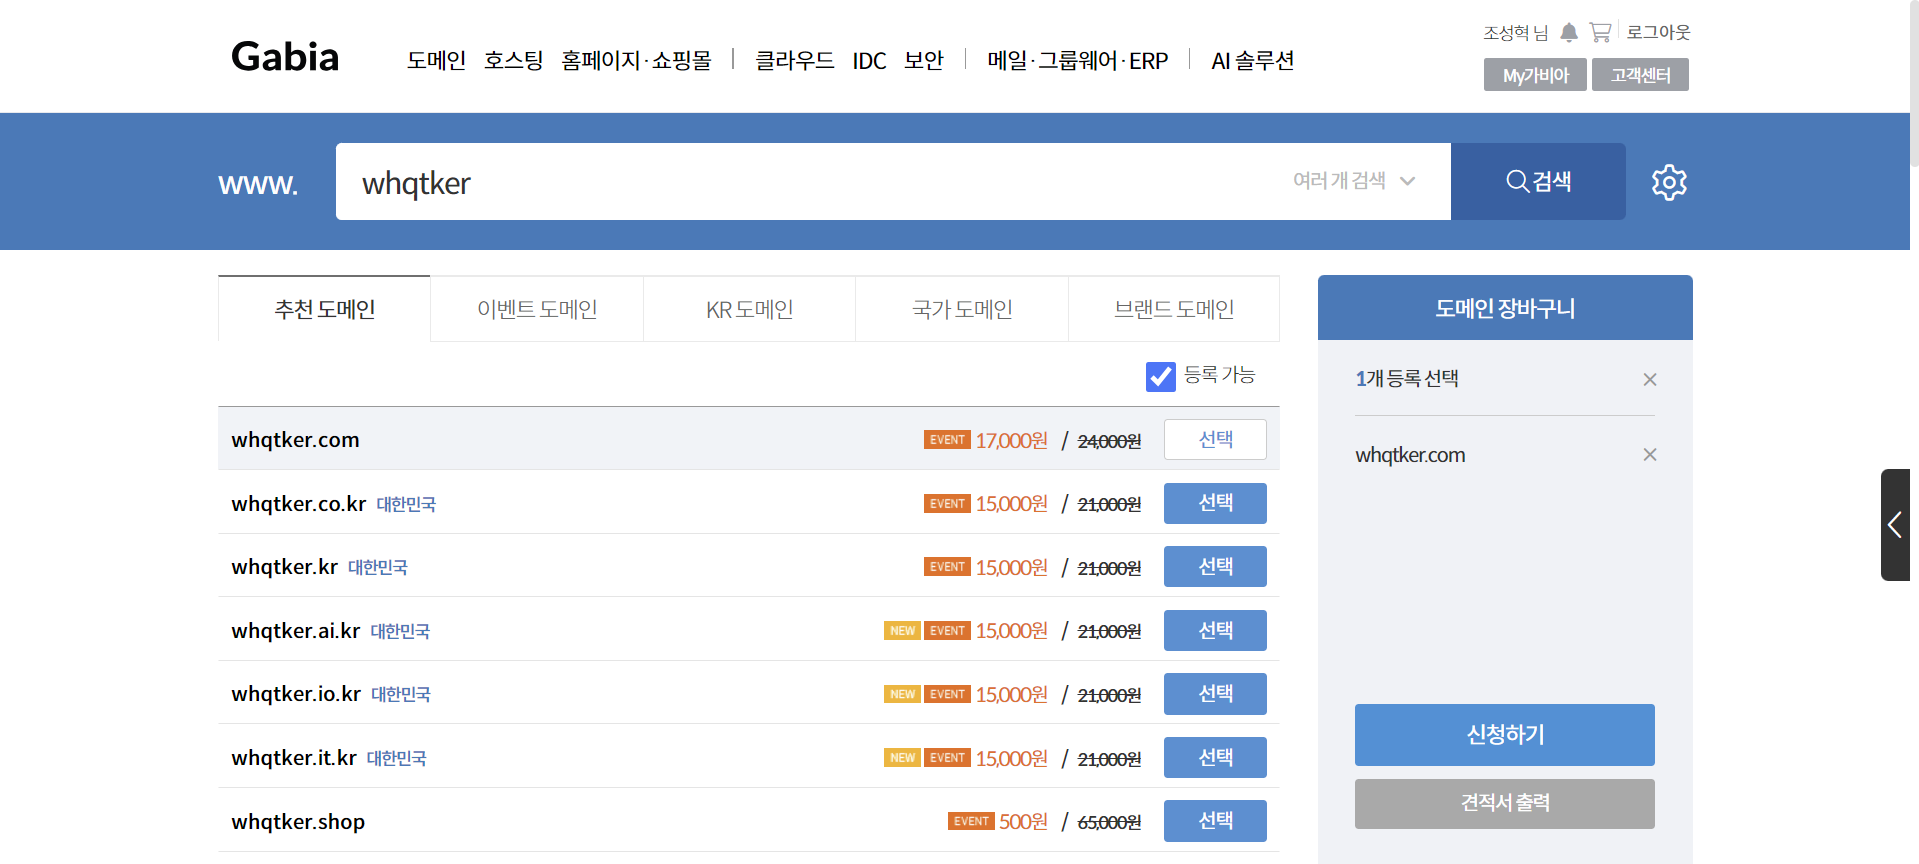 조성혁 님 로그아웃
Gabia 도메인 호스팅 홈페이지·쇼핑몰 클라우드 IDC 보안 메일·그룹웨어·ERP AI 솔루션
My가비아 고객센터
www. whqtker 여러 개 검색 검색
추천 도메인 이벤트 도메인 KR 도메인 국가 도메인 브랜드 도메인
등록 가능
whqtker.com EVENT 17,000원 / 24,000원 선택
whqtker.co.kr 대한민국 EVENT 15,000원 / 21,000원 선택
whqtker.kr 대한민국 EVENT 15,000원 / 21,000원 선택
whqtker.ai.kr 대한민국 NEW EVENT 15,000원 / 21,000원 선택
whqtker.io.kr 대한민국 NEW EVENT 15,000원 / 21,000원 선택
whqtker.it.kr 대한민국 NEW EVENT 15,000원 / 21,000원 선택
whqtker.shop EVENT 500원 / 65,000원 선택
도메인 장바구니
1개 등록 선택
whqtker.com
신청하기
견적서 출력